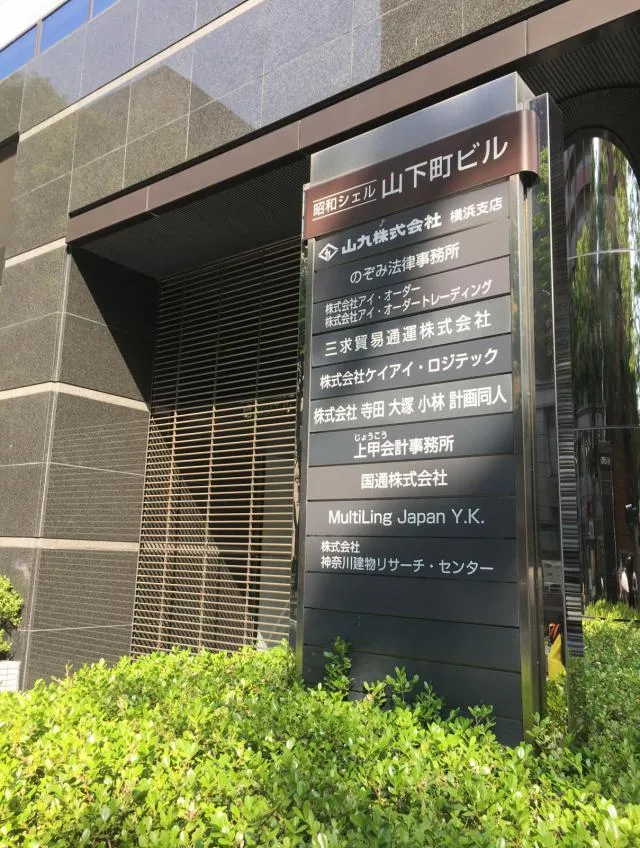 昭和シェル 山下町ビル
山九株式会社 横浜支店
のぞみ法律事務所
株式会社アイ・オーダー
株式会社アイ・オータートレーディング
三求貿易通運株式会社
株式会社ケイアイ・ロジテック
株式会社 寺田 大塚 小林 計画同人
じょうこう
上甲会計事務所
国通株式会社
MultiLing Japan Y.K.
株式会社
神奈川建物リサーチ・センター